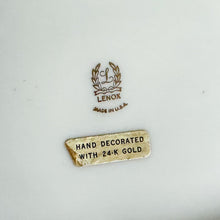 L
LENOX
MADE IN U.S.A.
HAND DECORATED
WITH 24-K GOLD